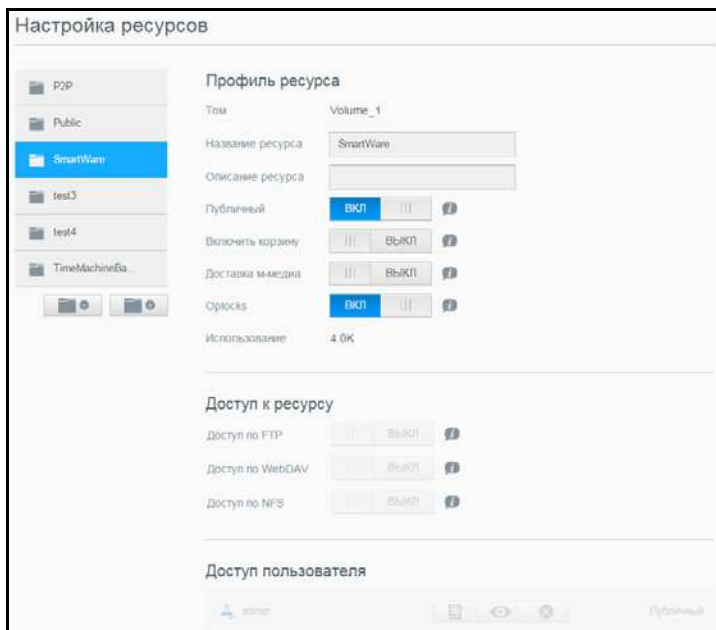 Настройка ресурсов
P2P
Public
SmartWare
test3
test4
TimeMachineBa...
Профиль ресурса
Том Volume_1
Название ресурса SmartWare
Описание ресурса
Публичный ВКЛ
Включить корзину ВЫКЛ
Доставка м-медиа ВЫКЛ
Oplocks ВКЛ
Использование 4.0K
Доступ к ресурсу
Доступ по FTP ВЫКЛ
Доступ по WebDAV ВЫКЛ
Доступ по NFS ВЫКЛ
Доступ пользователя
admin Публичный